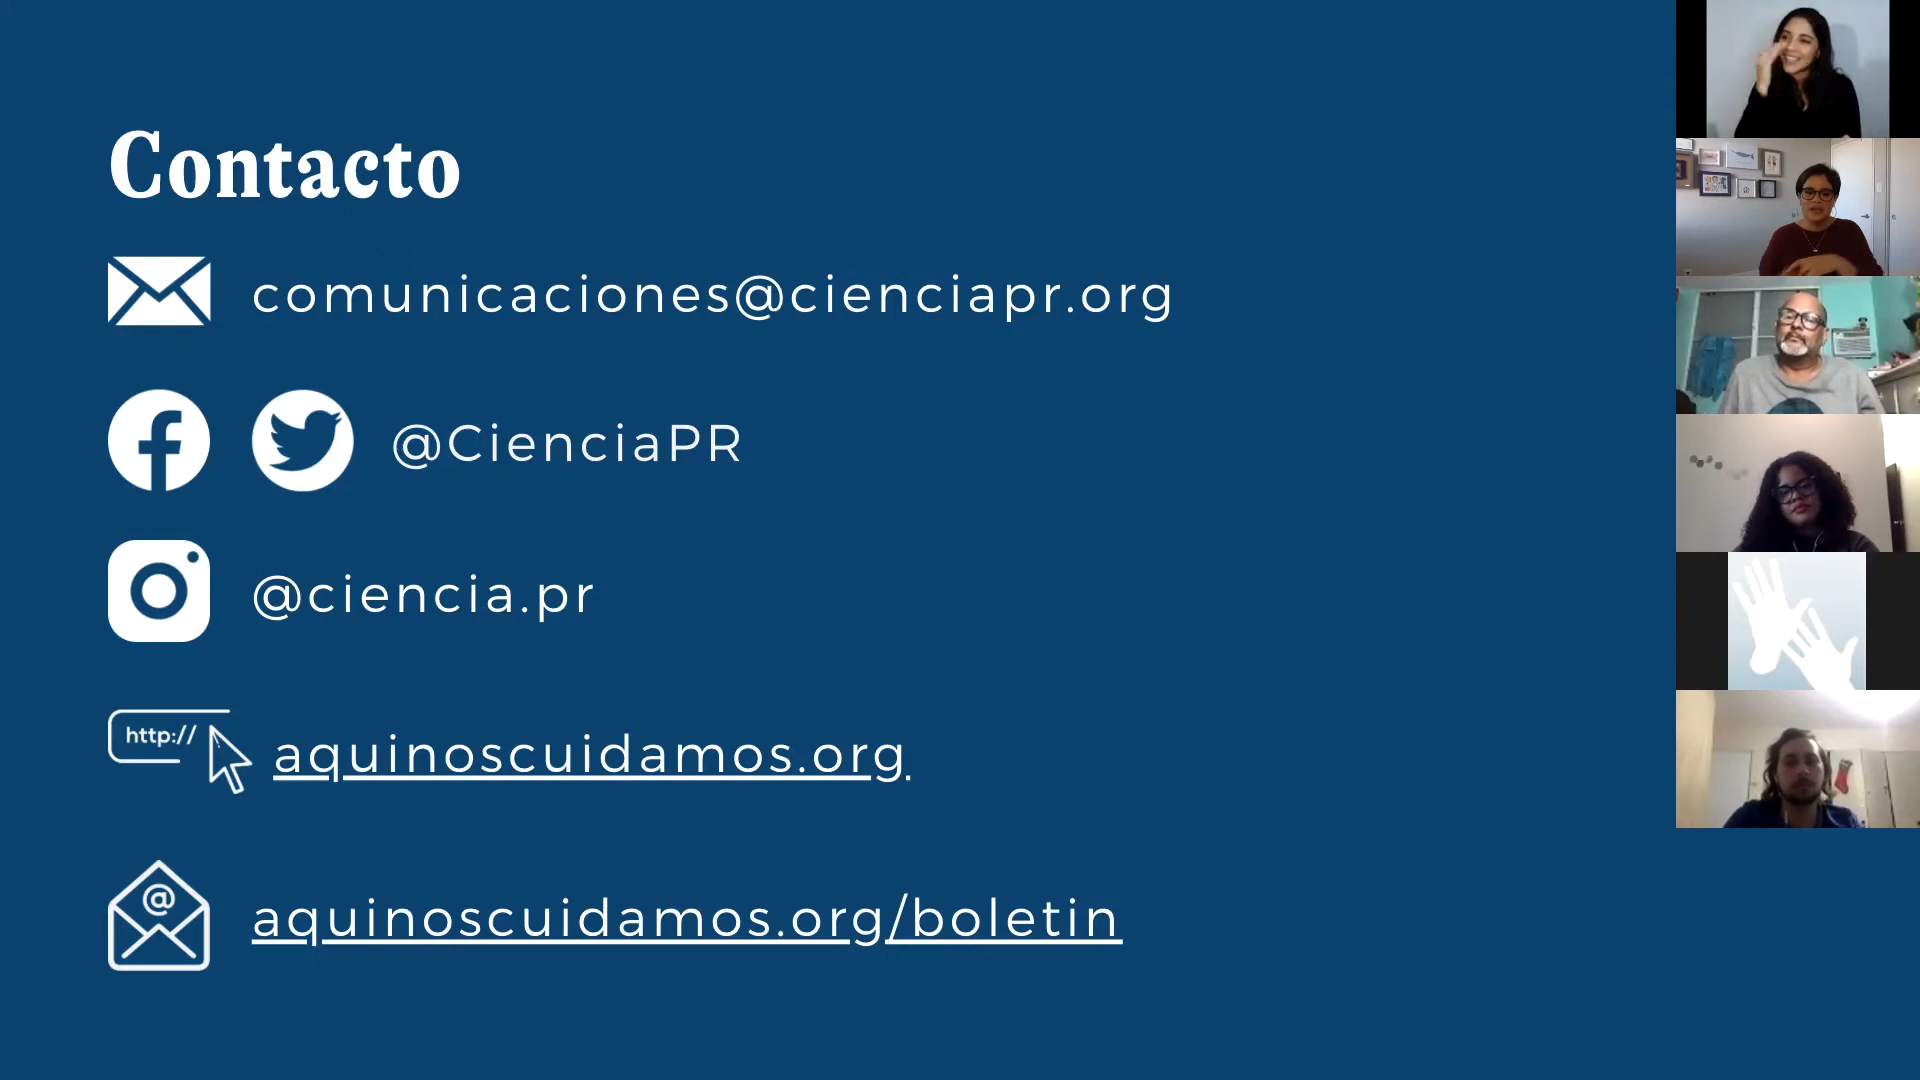 Contacto
comunicaciones@cienciapr.org
@CienciaPR
@ciencia.pr
http://
aquinoscuidamos.org
@
aquinoscuidamos.org/boletin